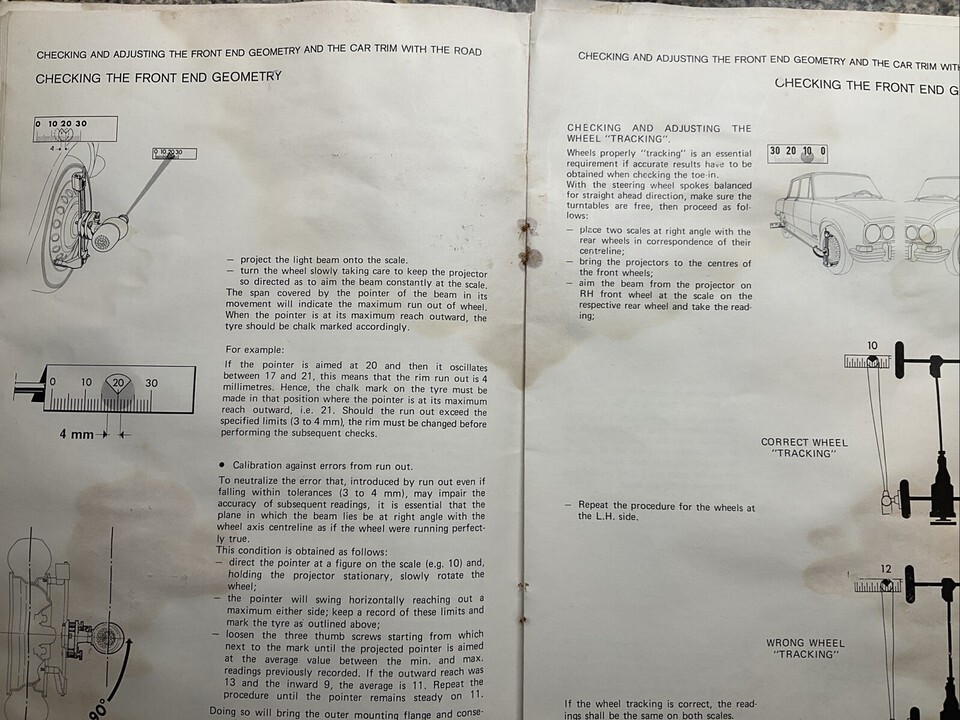 CHECKING AND ADJUSTING THE FRONT END GEOMETRY AND THE CAR TRIM WITH THE ROAD
CHECKING THE FRONT END GEOMETRY
0 10 20 30
4
0 10 20 30
– project the light beam onto the scale.
– turn the wheel slowly taking care to keep the projector
so directed as to aim the beam constantly at the scale.
The span covered by the pointer of the beam in its
movement will indicate the maximum run out of wheel.
When the pointer is at its maximum reach outward, the
tyre should be chalk marked accordingly.
For example:
If the pointer is aimed at 20 and then it oscillates
between 17 and 21, this means that the rim run out is 4
millimetres. Hence, the chalk mark on the tyre must be
made in that position where the pointer is at its maximum
reach outward, i.e. 21. Should the run out exceed the
specified limits (3 to 4 mm), the rim must be changed before
performing the subsequent checks.
0 10 20 30
4 mm
● Calibration against errors from run out.
To neutralize the error that, introduced by run out even if
falling within tolerances (3 to 4 mm), may impair the
accuracy of subsequent readings, it is essential that the
plane in which the beam lies be at right angle with the
wheel axis centreline as if the wheel were running perfect-
ly true.
This condition is obtained as follows:
– direct the pointer at a figure on the scale (e.g. 10) and,
holding the projector stationary, slowly rotate the
wheel;
– the pointer will swing horizontally reaching out a
maximum either side; keep a record of these limits and
mark the tyre as outlined above;
– loosen the three thumb screws starting from which
next to the mark until the projected pointer is aimed
at the average value between the min. and max.
readings previously recorded. If the outward reach was
13 and the inward 9, the average is 11. Repeat the
procedure until the pointer remains steady on 11.
Doing so will bring the outer mounting flange and conse-
90°
CHECKING AND ADJUSTING THE FRONT END GEOMETRY AND THE CAR TRIM WITH
CHECKING THE FRONT END G
CHECKING AND ADJUSTING THE
WHEEL "TRACKING".
Wheels properly "tracking" is an essential
requirement if accurate results have to be
obtained when checking the toe-in.
With the steering wheel spokes balanced
for straight ahead direction, make sure the
turntables are free, then proceed as fol-
lows:
– place two scales at right angle with the
rear wheels in correspondence of their
centreline;
– bring the projectors to the centres of
the front wheels;
– aim the beam from the projector on
RH front wheel at the scale on the
respective rear wheel and take the read-
ing;
30 20 10 0
10
CORRECT WHEEL
"TRACKING"
– Repeat the procedure for the wheels at
the L.H. side.
12
WRONG WHEEL
"TRACKING"
If the wheel tracking is correct, the read-
ings shall be the same on both scales.